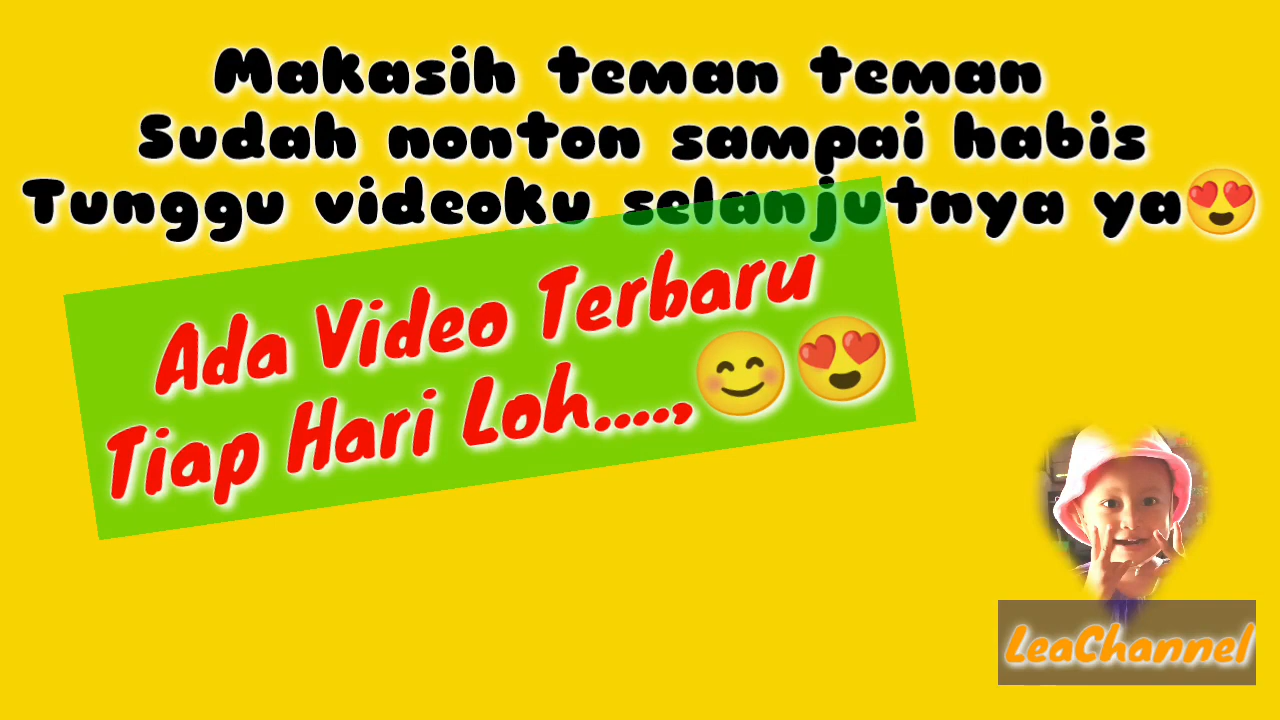 Makasih teman teman
Sudah nonton sampai habis
Tunggu videoku selanjutnya ya😍
Ada Video Terbaru
Tiap Hari Loh....,😊😍
LeaChannel